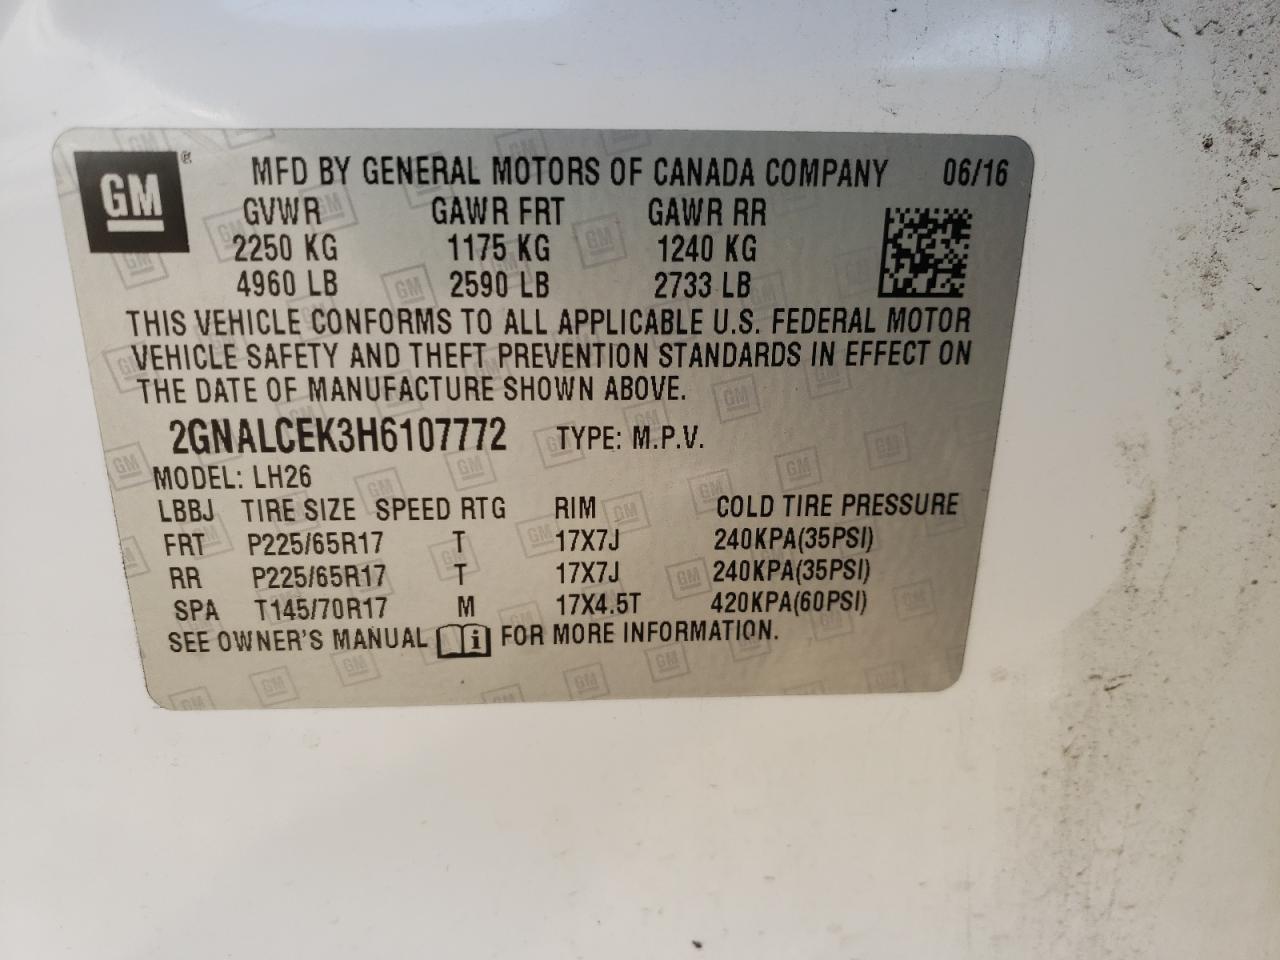 GM ® MFD BY GENERAL MOTORS OF CANADA COMPANY 06/16
GVWR GAWR FRT GAWR RR
2250 KG 1175 KG 1240 KG
4960 LB 2590 LB 2733 LB
THIS VEHICLE CONFORMS TO ALL APPLICABLE U.S. FEDERAL MOTOR
VEHICLE SAFETY AND THEFT PREVENTION STANDARDS IN EFFECT ON
THE DATE OF MANUFACTURE SHOWN ABOVE.
2GNALCEK3H6107772 TYPE: M.P.V.
MODEL: LH26
LBBJ TIRE SIZE SPEED RTG RIM COLD TIRE PRESSURE
FRT P225/65R17 T 17X7J 240KPA(35PSI)
RR P225/65R17 T 17X7J 240KPA(35PSI)
SPA T145/70R17 M 17X4.5T 420KPA(60PSI)
SEE OWNER'S MANUAL i FOR MORE INFORMATION.